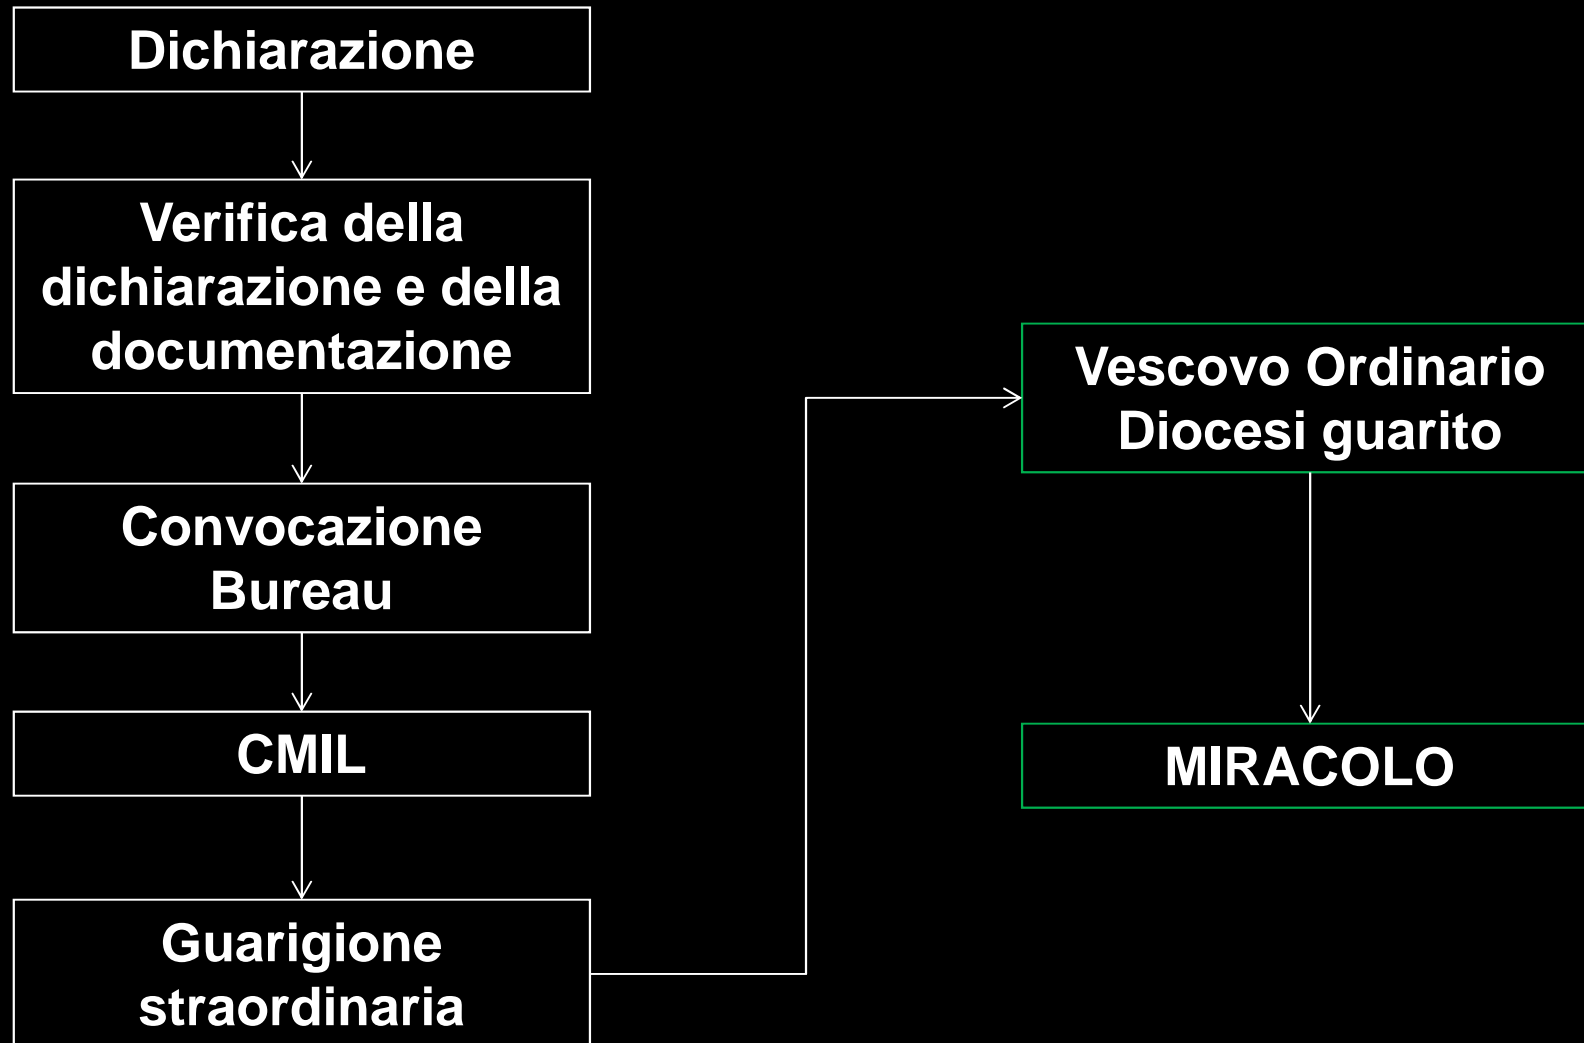 Dichiarazione
Verifica della
dichiarazione e della
documentazione
Convocazione
Bureau
CMIL
Guarigione
straordinaria
Vescovo Ordinario
Diocesi guarito
MIRACOLO